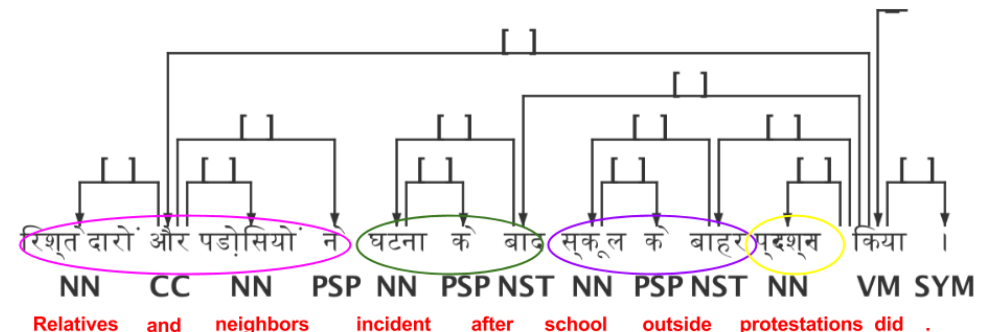 [ ]
[ ]
[ ] [ ] [ ] [ ]
[ ] [ ] [ ] [ ] [ ] [ ]
रिश्तेदारों और पडो़सियों ने घटना के बाद स्कूल के बाहर प्रदर्शन किया ।
NN CC NN PSP NN PSP NST NN PSP NST NN VM SYM
Relatives and neighbors incident after school outside protestations did .